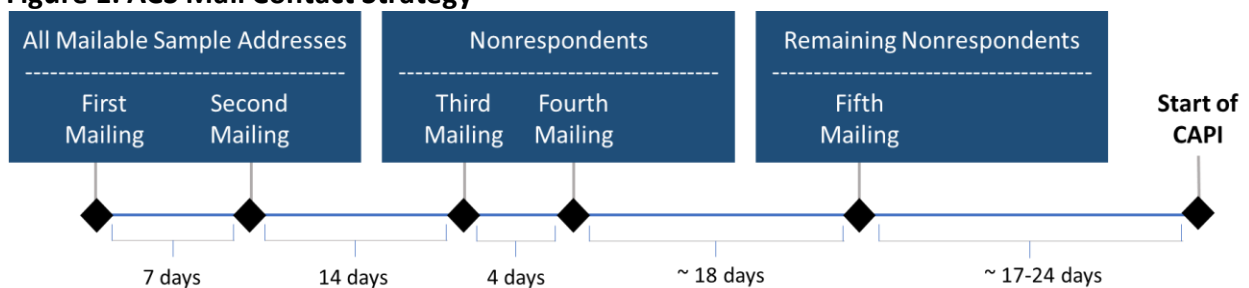 Figure 1. ACS Mail Contact Strategy
All Mailable Sample Addresses
First
Mailing
Second
Mailing
Nonrespondents
Third
Mailing
Fourth
Mailing
Remaining Nonrespondents
Fifth
Mailing
Start of
CAPI
7 days
14 days
4 days
~ 18 days
~ 17-24 days